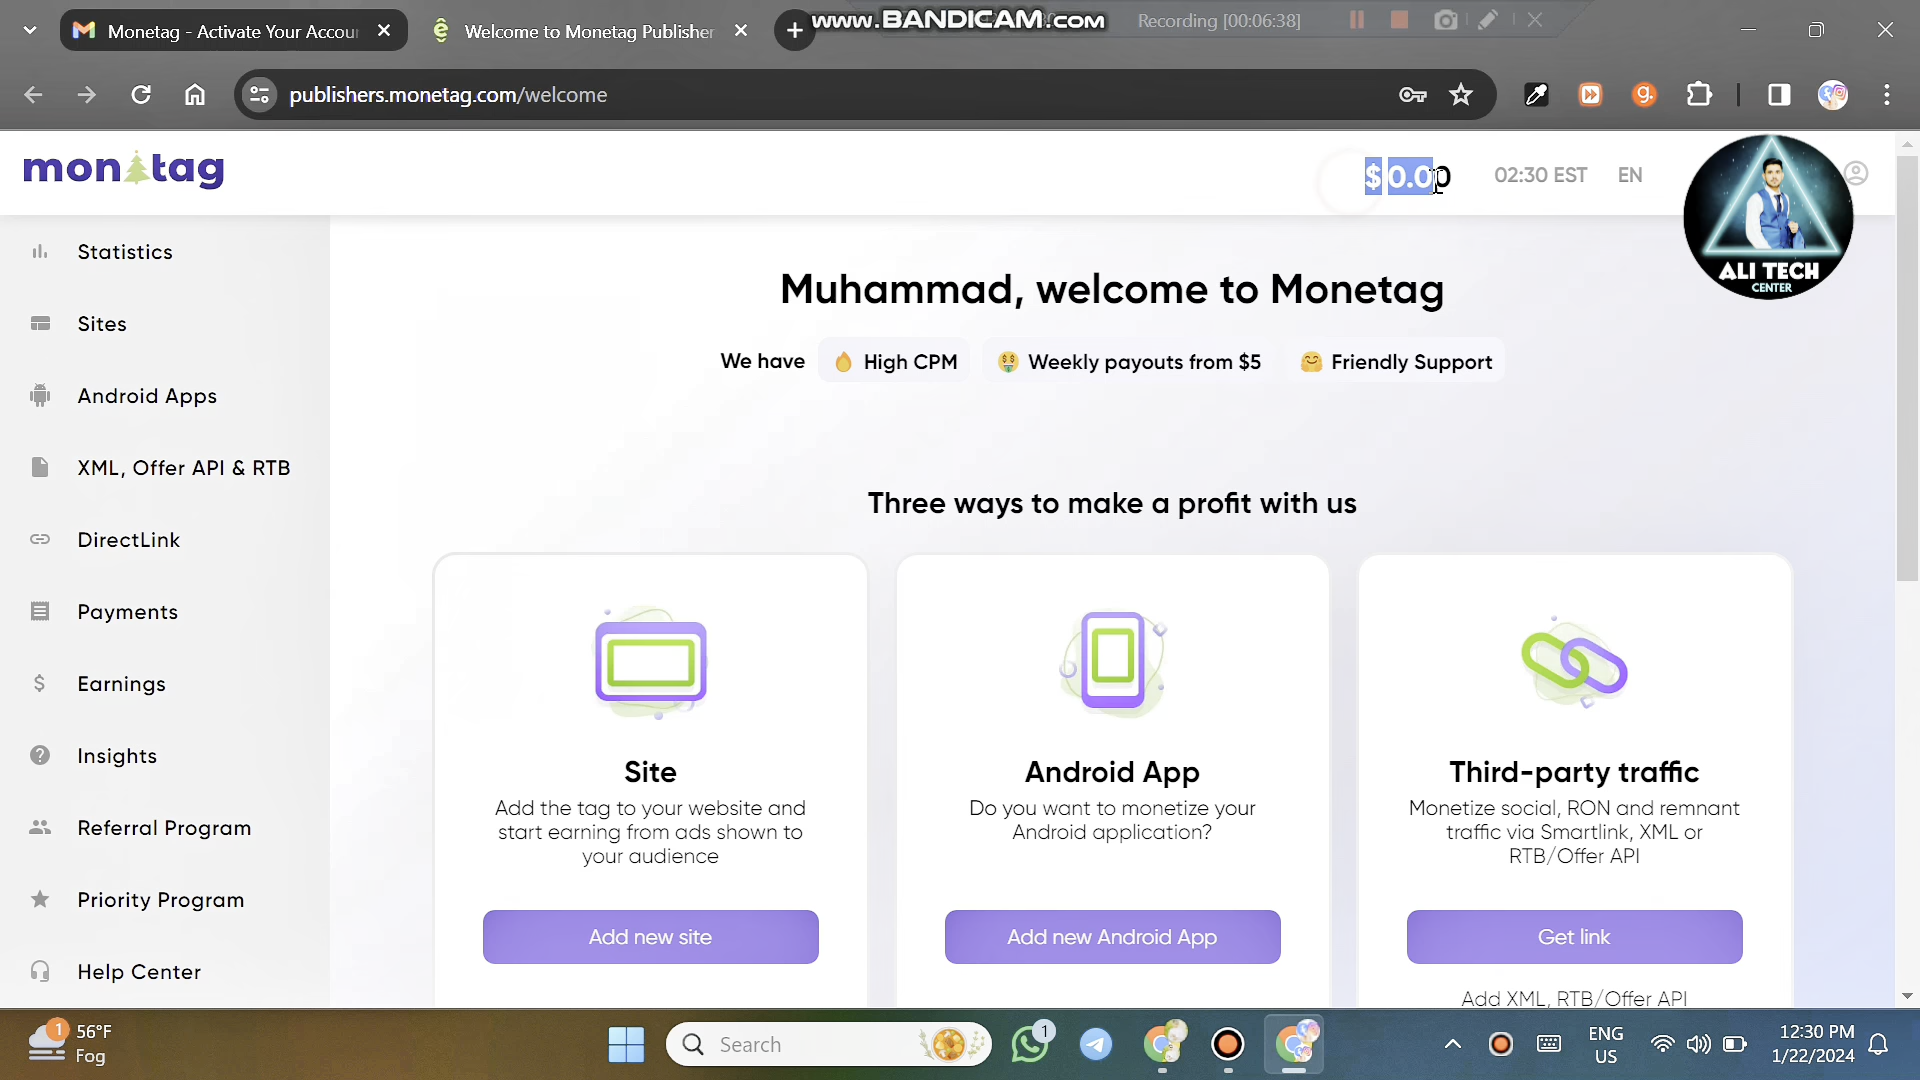 Monetag - Activate Your Accou
Welcome to Monetag Publisher
www.BANDICAM.com
Recording [00:06:38]
publishers.monetag.com/welcome
mon tag
$ 0.00
02:30 EST
EN
ALI TECH
CENTER
Statistics
Sites
Android Apps
XML, Offer API & RTB
DirectLink
Payments
Earnings
Insights
Referral Program
Priority Program
Help Center
Muhammad, welcome to Monetag
We have
High CPM
Weekly payouts from $5
Friendly Support
Three ways to make a profit with us
Site
Add the tag to your website and
start earning from ads shown to
your audience
Add new site
Android App
Do you want to monetize your
Android application?
Add new Android App
Third-party traffic
Monetize social, RON and remnant
traffic via Smartlink, XML or
RTB/Offer API
Get link
Add XML, RTB/Offer API
1
56°F
Fog
Search
1
ENG
US
12:30 PM
1/22/2024